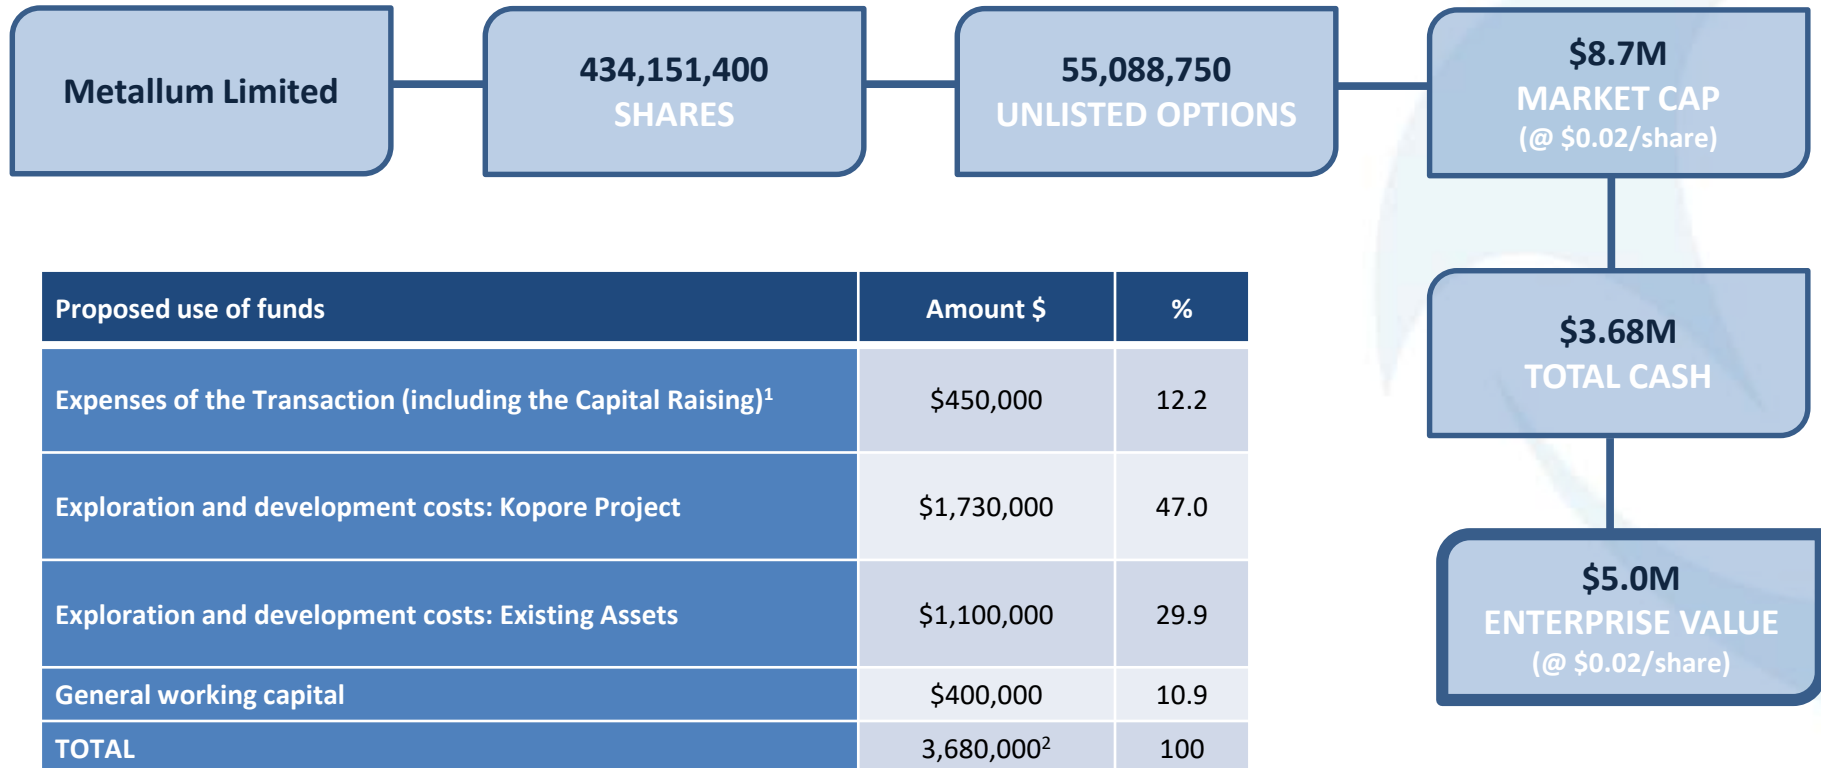 Metallum Limited
434,151,400
SHARES
55,088,750
UNLISTED OPTIONS
$8.7M
MARKET CAP
(@ $0.02/share)
$3.68M
TOTAL CASH
$5.0M
ENTERPRISE VALUE
(@ $0.02/share)
Proposed use of funds Amount $ %
Expenses of the Transaction (including the Capital Raising)¹ $450,000 12.2
Exploration and development costs: Kopore Project $1,730,000 47.0
Exploration and development costs: Existing Assets $1,100,000 29.9
General working capital $400,000 10.9
TOTAL 3,680,000² 100